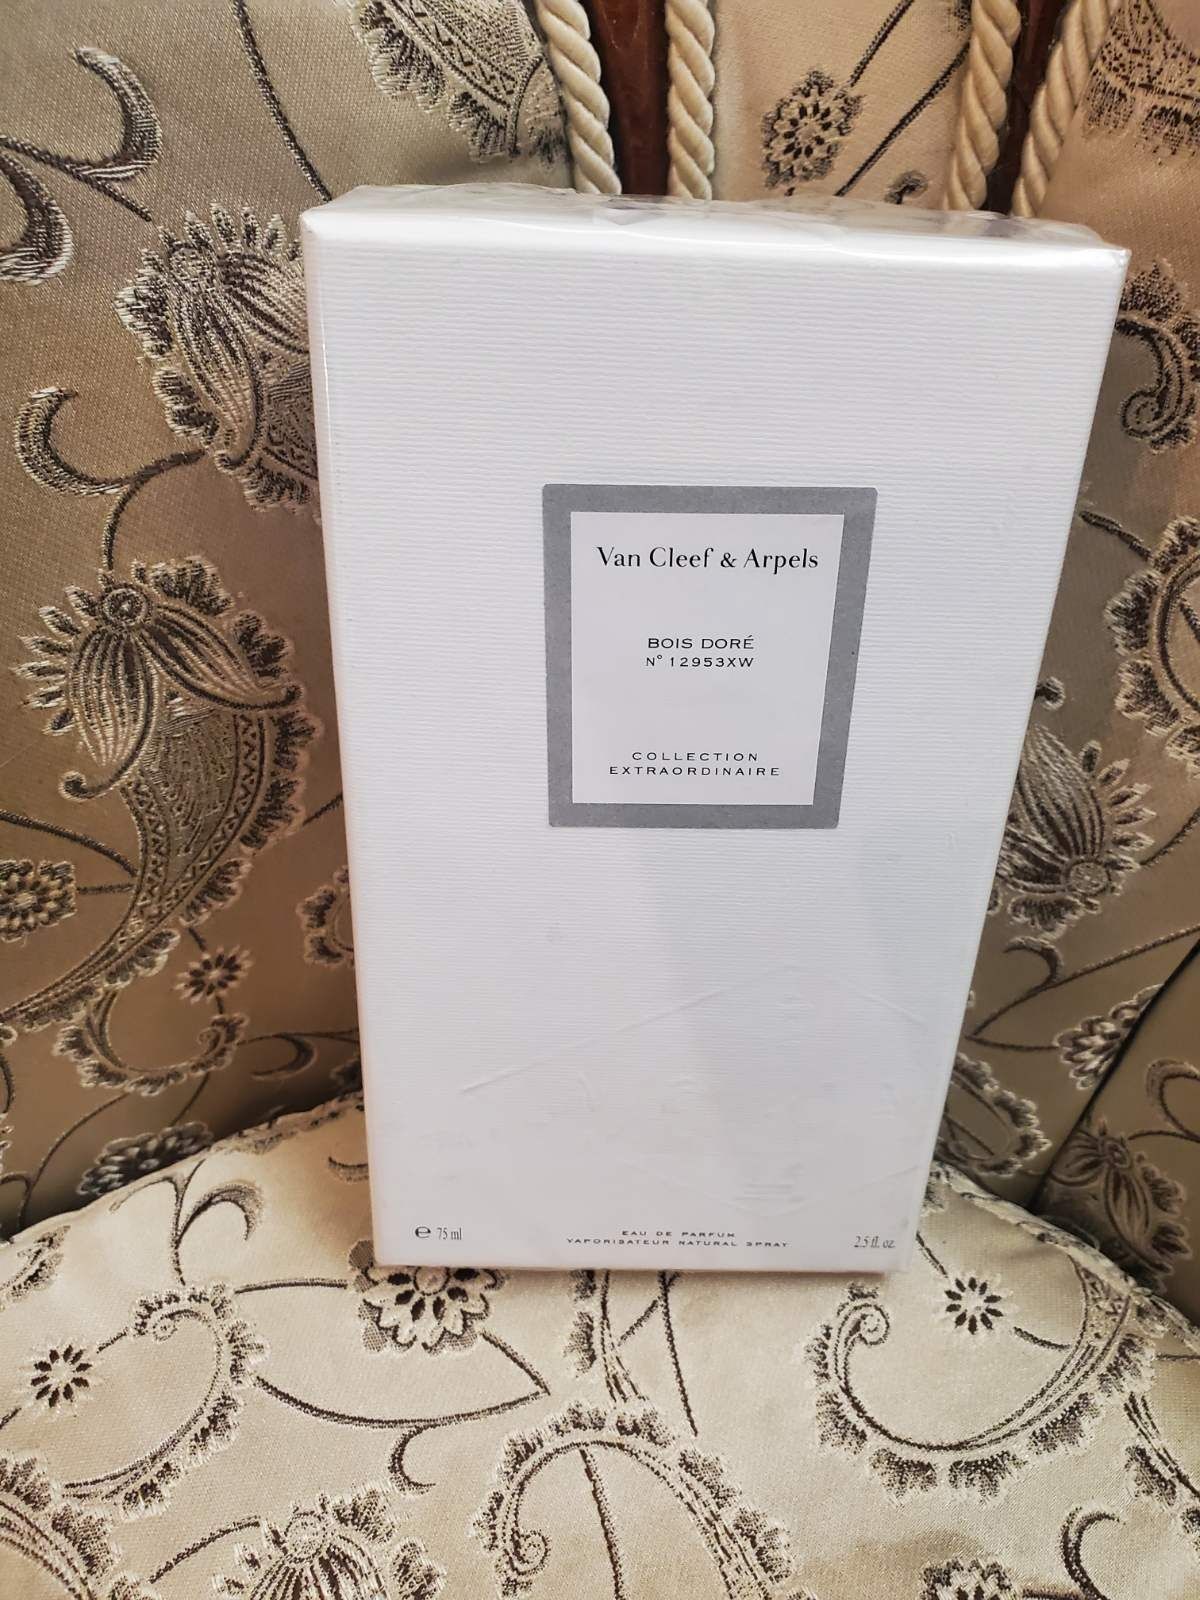 Van Cleef & Arpels
BOIS DORÉ
N° 12953XW
COLLECTION
EXTRAORDINAIRE
℮ 75 ml
EAU DE PARFUM
VAPORISATEUR NATURAL SPRAY
2.5 fl. oz.